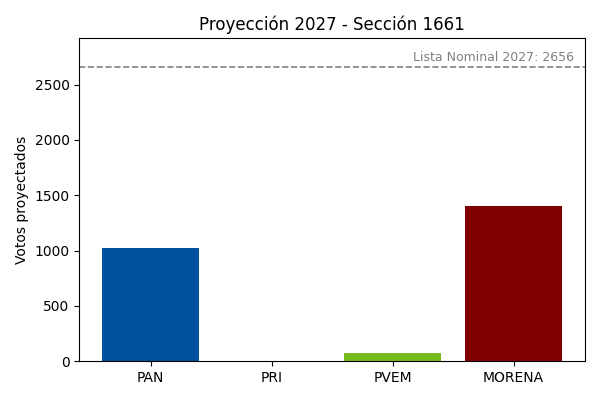 Proyección 2027 - Sección 1661
Lista Nominal 2027: 2656
Votos proyectados
2500
2000
1500
1000
500
0
PAN PRI PVEM MORENA